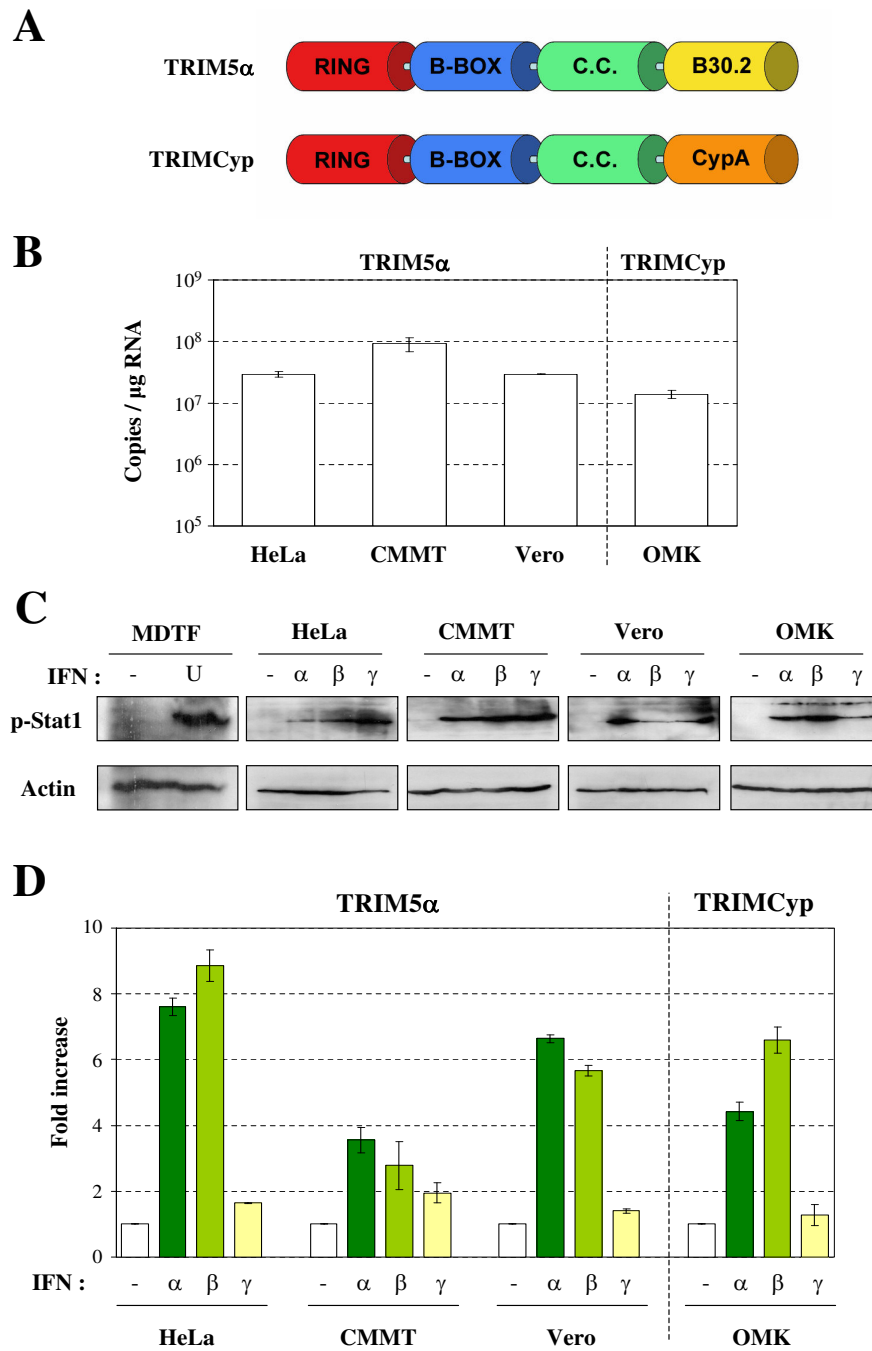 A
TRIM5α RING B-BOX C.C. B30.2
TRIMCyp RING B-BOX C.C. CypA
B
TRIM5α TRIMCyp
Copies / µg RNA
10⁹
10⁸
10⁷
10⁶
10⁵
HeLa CMMT Vero OMK
C
MDTF HeLa CMMT Vero OMK
IFN : - U - α β γ - α β γ - α β γ - α β γ
p-Stat1
Actin
D
TRIM5α TRIMCyp
Fold increase
10
8
6
4
2
0
IFN : - α β γ - α β γ - α β γ - α β γ
HeLa CMMT Vero OMK